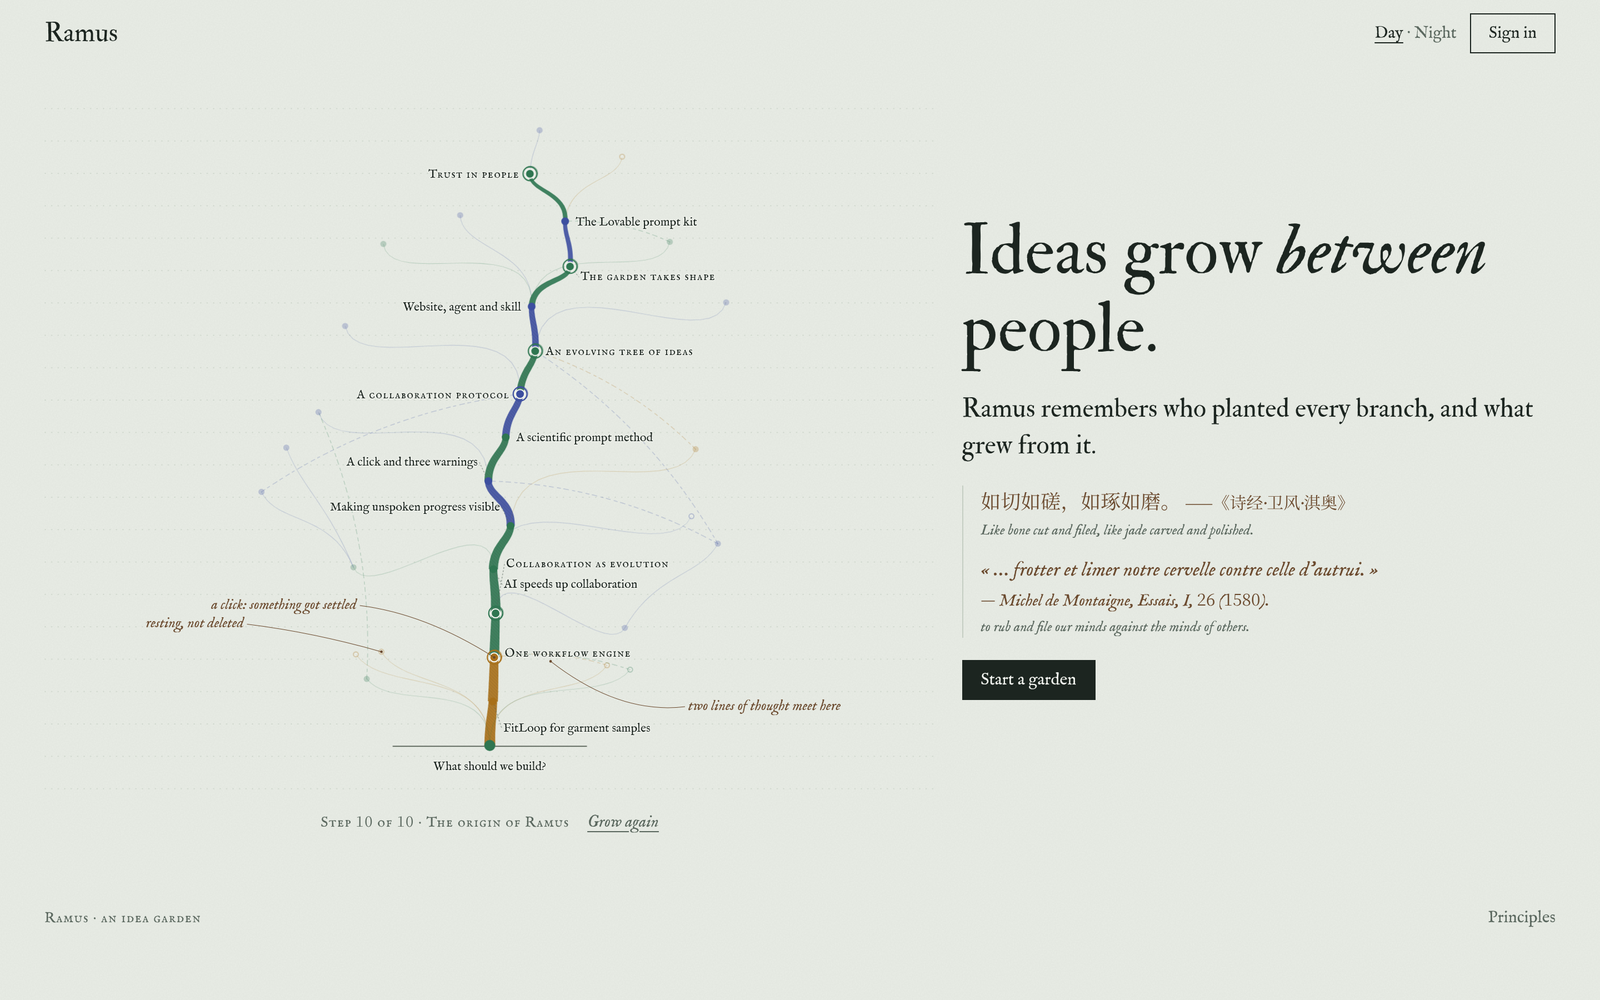 Ramus
Day · Night
Sign in
Trust in people
The Lovable prompt kit
The garden takes shape
Website, agent and skill
An evolving tree of ideas
A collaboration protocol
A scientific prompt method
A click and three warnings
Making unspoken progress visible
Collaboration as evolution
AI speeds up collaboration
a click: something got settled
resting, not deleted
One workflow engine
two lines of thought meet here
FitLoop for garment samples
What should we build?
Step 10 of 10 · The origin of Ramus
Grow again
Ideas grow between
people.
Ramus remembers who planted every branch, and what
grew from it.
如切如磋，如琢如磨。 ——《诗经·卫风·淇奥》
Like bone cut and filed, like jade carved and polished.
« … frotter et limer notre cervelle contre celle d’autrui. »
— Michel de Montaigne, Essais, I, 26 (1580).
to rub and file our minds against the minds of others.
Start a garden
Ramus · an idea garden
Principles